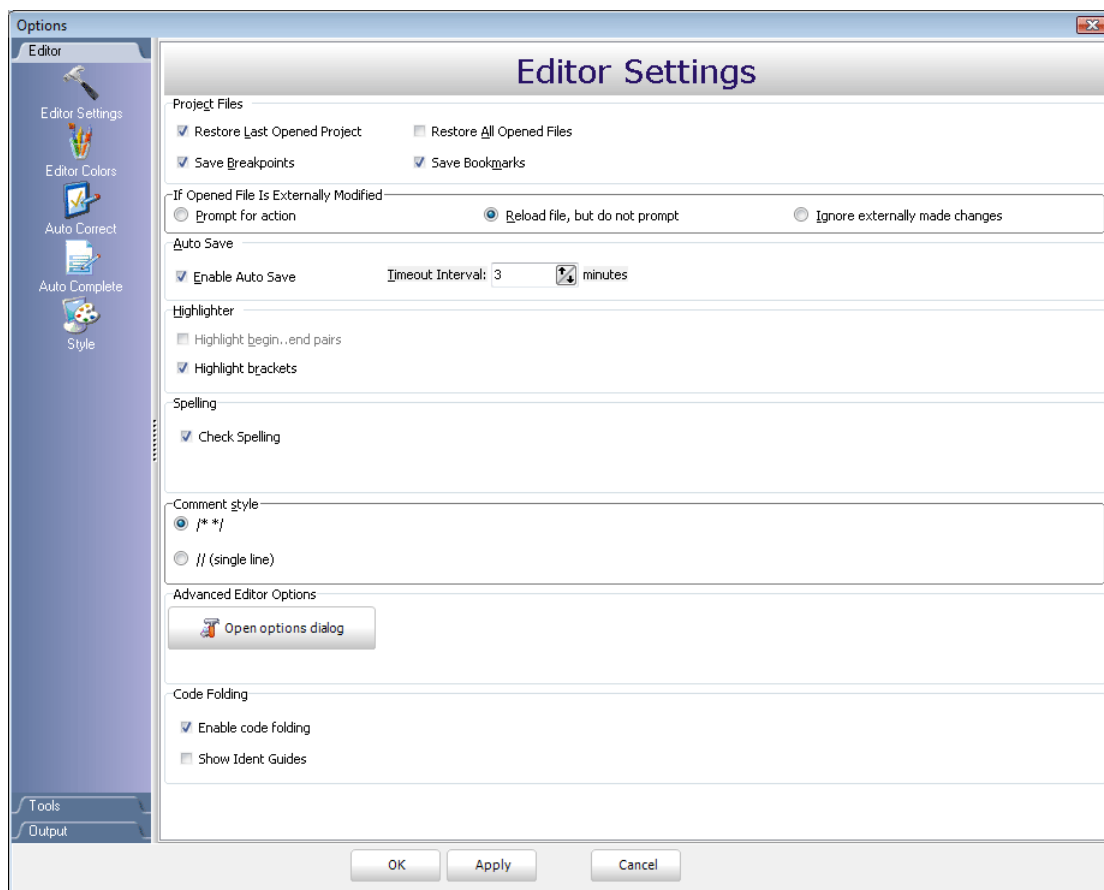 Options
Editor
Editor Settings
Editor Colors
Auto Correct
Auto Complete
Style
Tools
Output
Editor Settings
Project Files
Restore Last Opened Project Restore All Opened Files
Save Breakpoints Save Bookmarks
If Opened File Is Externally Modified
Prompt for action Reload file, but do not prompt Ignore externally made changes
Auto Save
Enable Auto Save Timeout Interval: 3 minutes
Highlighter
Highlight begin..end pairs
Highlight brackets
Spelling
Check Spelling
Comment style
/* */
// (single line)
Advanced Editor Options
Open options dialog
Code Folding
Enable code folding
Show Ident Guides
OK Apply Cancel